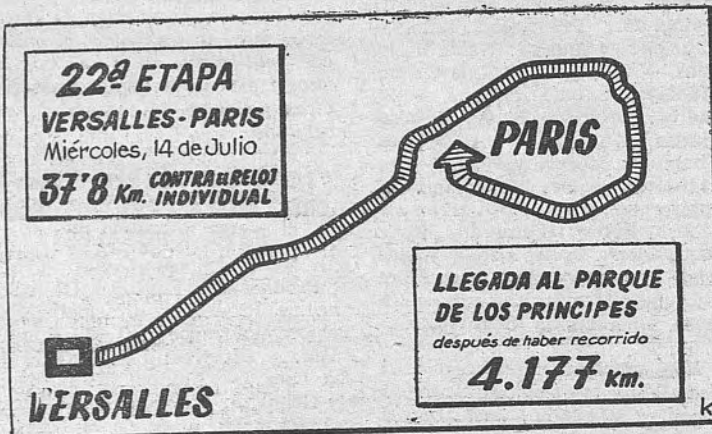 22ª ETAPA
VERSALLES - PARIS
Miércoles, 14 de Julio
37'8 Km. CONTRA EL RELOJ
INDIVIDUAL
PARIS
LLEGADA AL PARQUE
DE LOS PRINCIPES
después de haber recorrido
4.177 Km.
VERSALLES
k